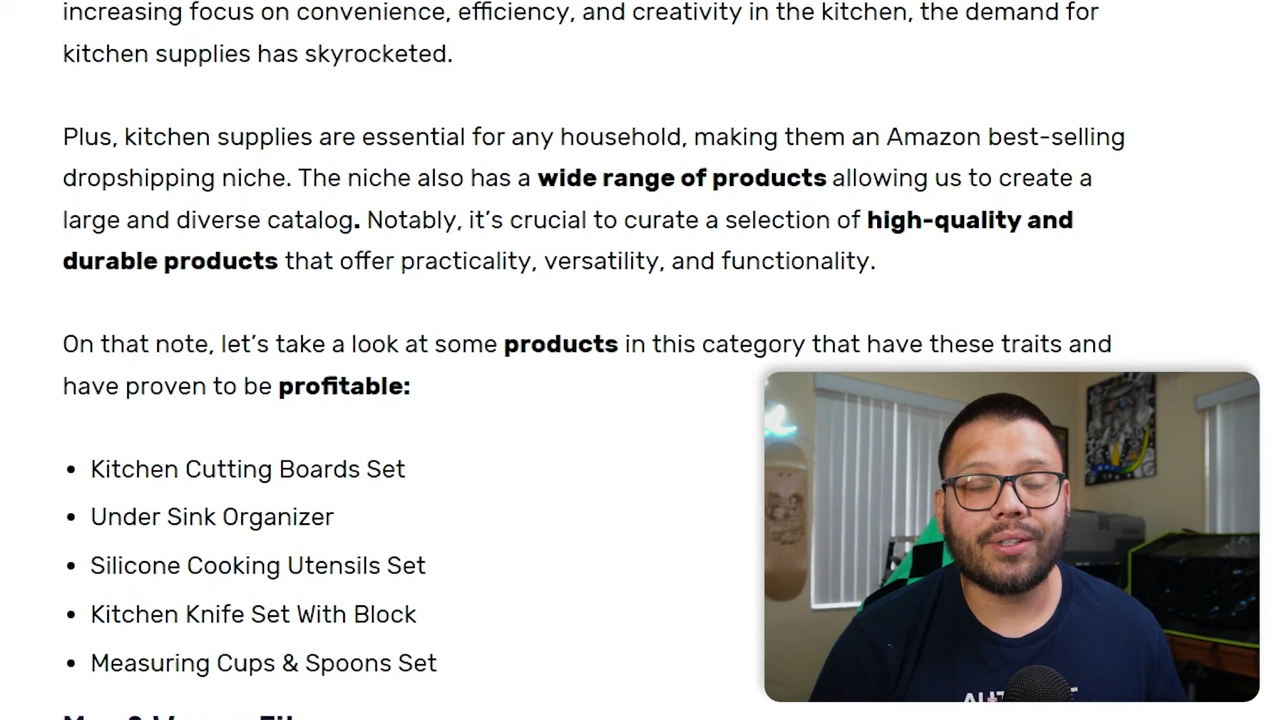 increasing focus on convenience, efficiency, and creativity in the kitchen, the demand for
kitchen supplies has skyrocketed.
Plus, kitchen supplies are essential for any household, making them an Amazon best-selling
dropshipping niche. The niche also has a wide range of products allowing us to create a
large and diverse catalog. Notably, it’s crucial to curate a selection of high-quality and
durable products that offer practicality, versatility, and functionality.
On that note, let’s take a look at some products in this category that have these traits and
have proven to be profitable:
• Kitchen Cutting Boards Set
• Under Sink Organizer
• Silicone Cooking Utensils Set
• Kitchen Knife Set With Block
• Measuring Cups & Spoons Set